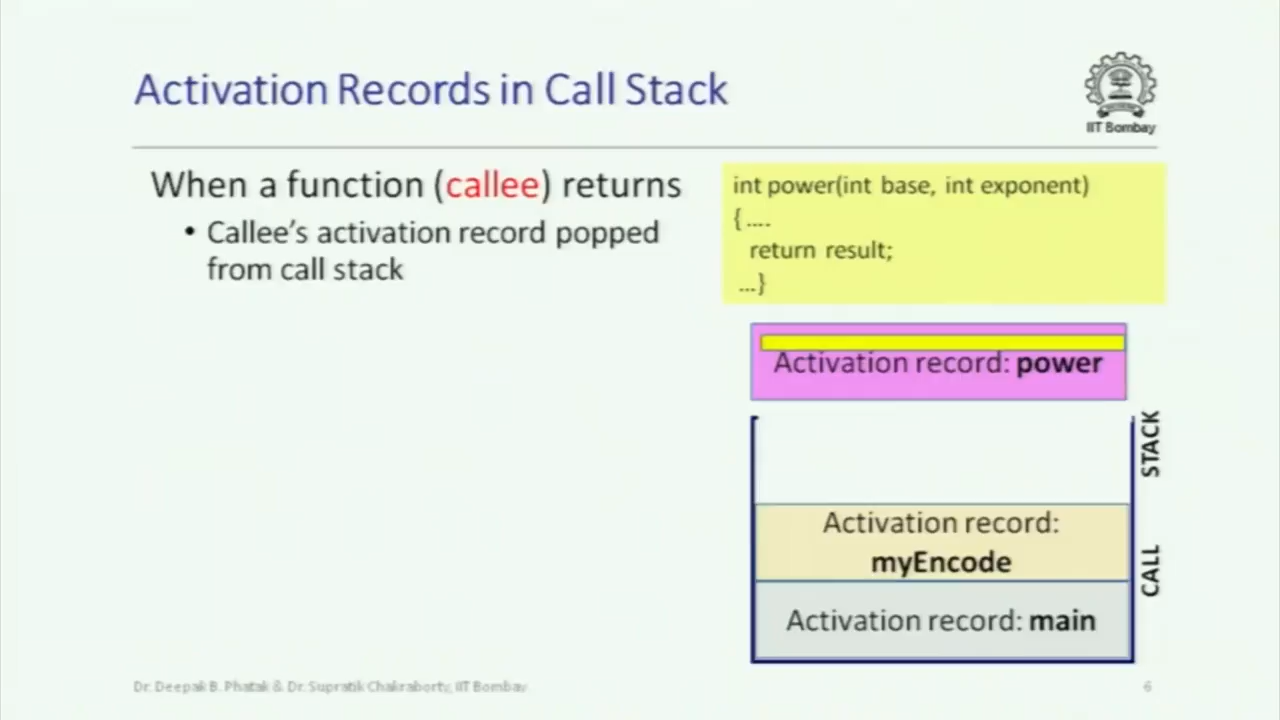 Activation Records in Call Stack
IIT Bombay
When a function (callee) returns
• Callee's activation record popped
from call stack
int power(int base, int exponent)
{ ....
return result;
...}
Activation record: power
STACK
CALL
Activation record:
myEncode
Activation record: main
Dr. Deepak B. Phatak & Dr. Supratik Chakraborty, IIT Bombay
6